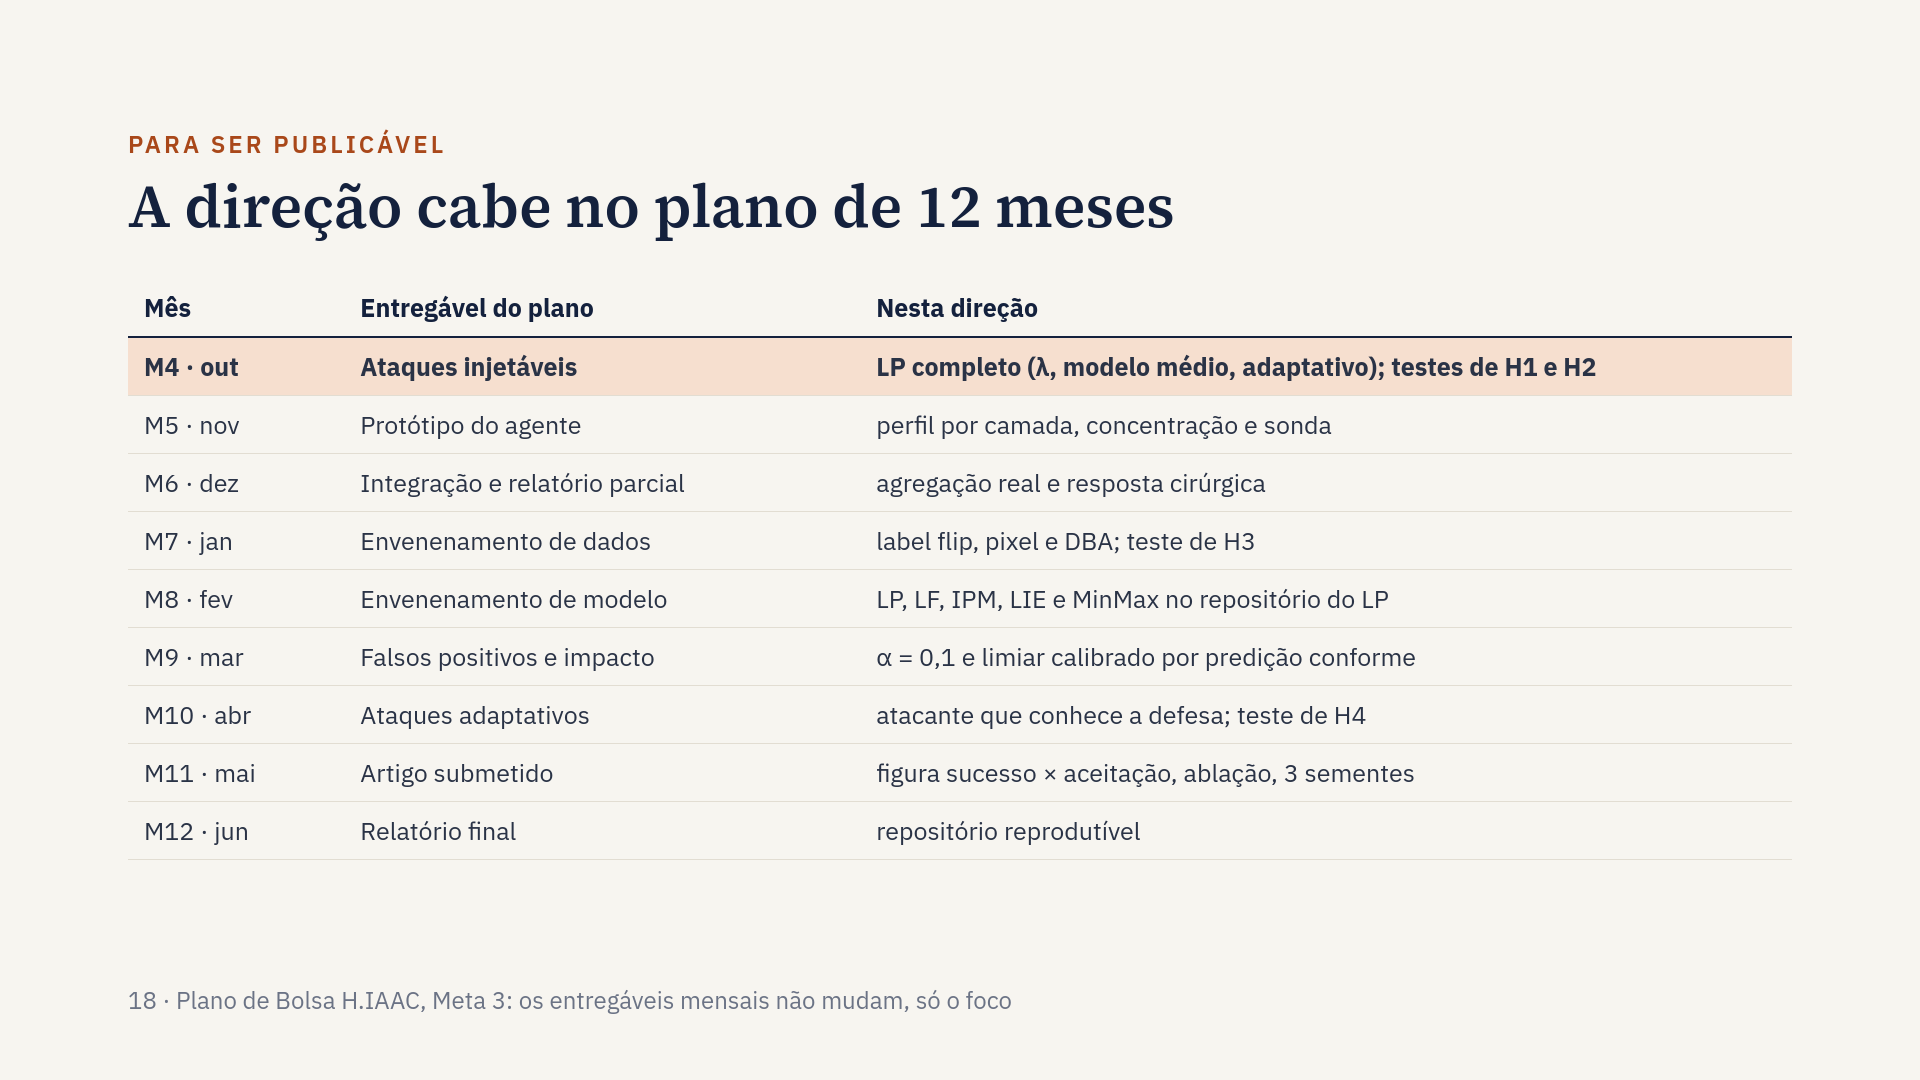 PARA SER PUBLICÁVEL
A direção cabe no plano de 12 meses
Mês Entregável do plano Nesta direção
M4 · out Ataques injetáveis LP completo (λ, modelo médio, adaptativo); testes de H1 e H2
M5 · nov Protótipo do agente perfil por camada, concentração e sonda
M6 · dez Integração e relatório parcial agregação real e resposta cirúrgica
M7 · jan Envenenamento de dados label flip, pixel e DBA; teste de H3
M8 · fev Envenenamento de modelo LP, LF, IPM, LIE e MinMax no repositório do LP
M9 · mar Falsos positivos e impacto α = 0,1 e limiar calibrado por predição conforme
M10 · abr Ataques adaptativos atacante que conhece a defesa; teste de H4
M11 · mai Artigo submetido figura sucesso × aceitação, ablação, 3 sementes
M12 · jun Relatório final repositório reprodutível
18 · Plano de Bolsa H.IAAC, Meta 3: os entregáveis mensais não mudam, só o foco